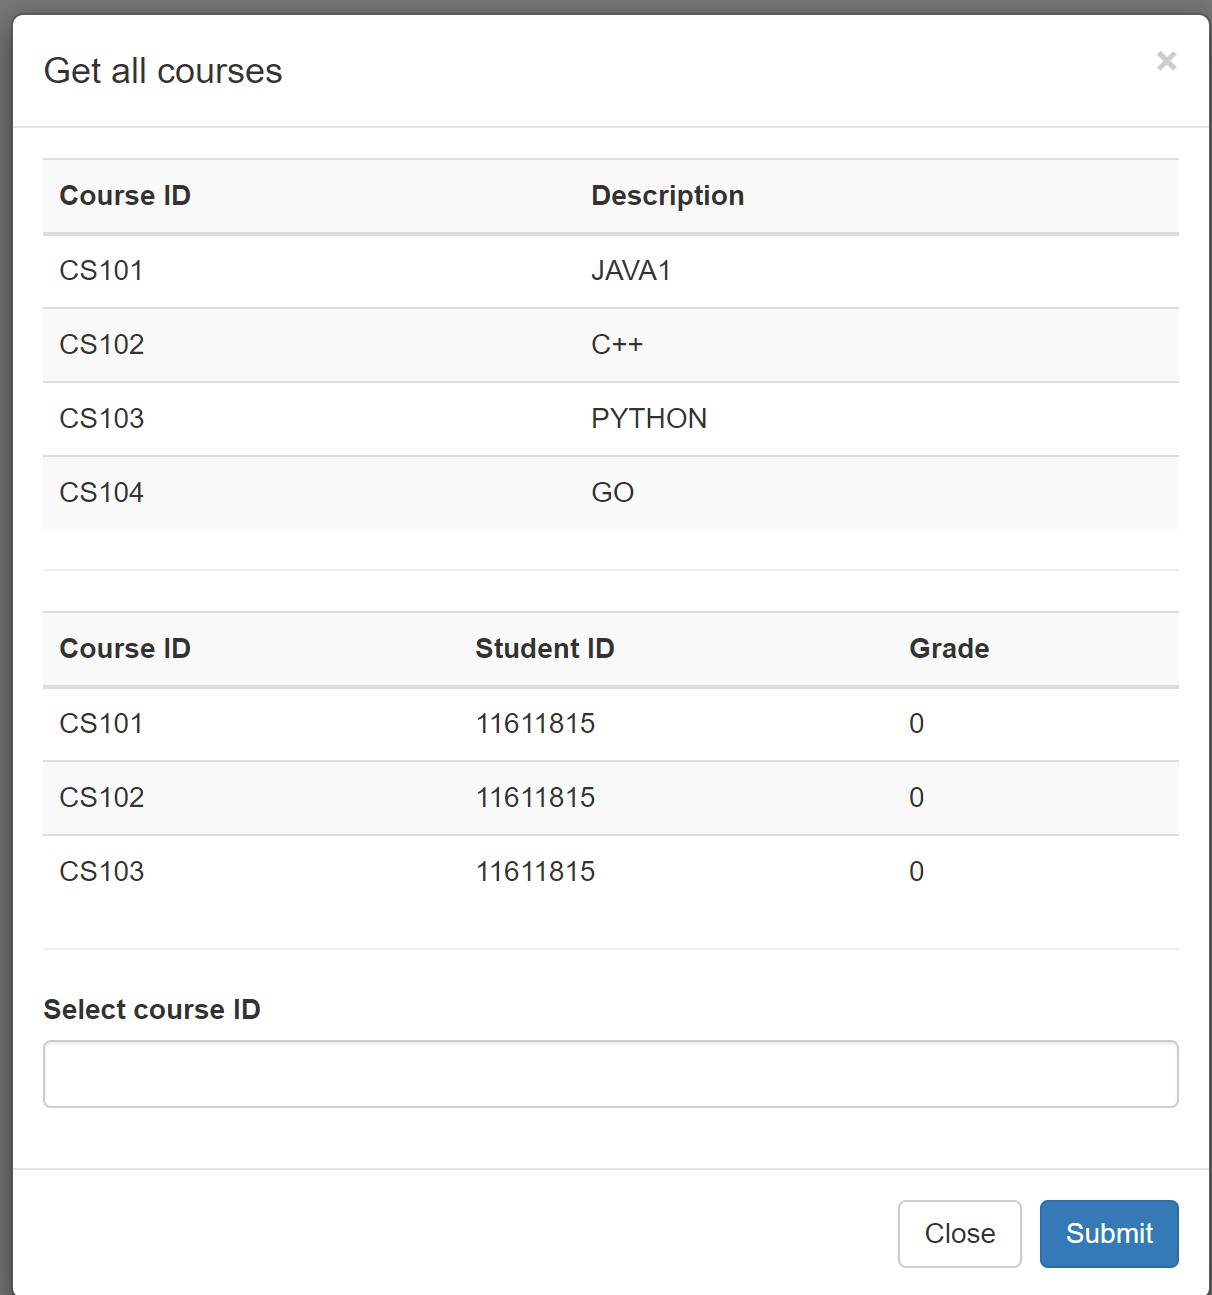 Get all courses ×
Course ID Description
CS101 JAVA1
CS102 C++
CS103 PYTHON
CS104 GO
Course ID Student ID Grade
CS101 11611815 0
CS102 11611815 0
CS103 11611815 0
Select course ID
Close Submit